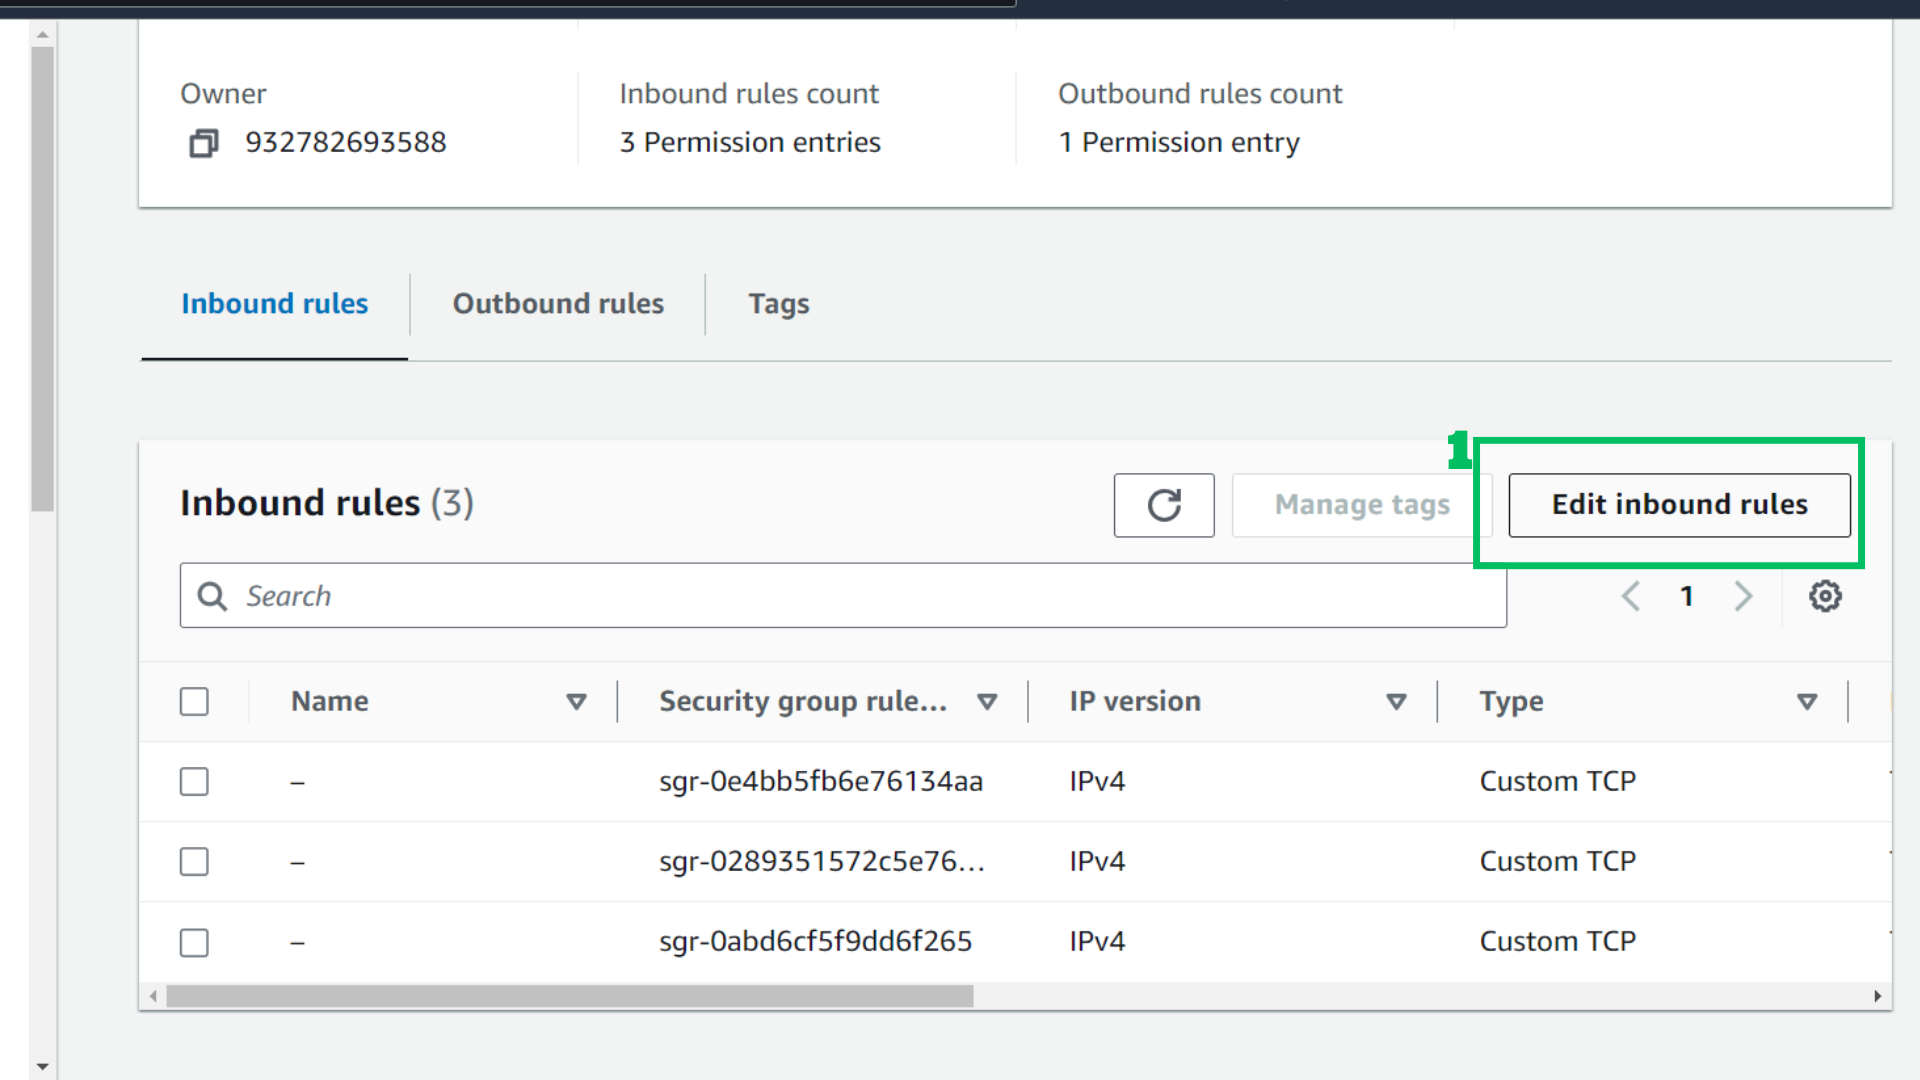 Owner Inbound rules count Outbound rules count
932782693588 3 Permission entries 1 Permission entry
Inbound rules Outbound rules Tags
1
Inbound rules (3) Manage tags Edit inbound rules
Search 1
Name Security group rule... IP version Type
– sgr-0e4bb5fb6e76134aa IPv4 Custom TCP
– sgr-0289351572c5e76... IPv4 Custom TCP
– sgr-0abd6cf5f9dd6f265 IPv4 Custom TCP